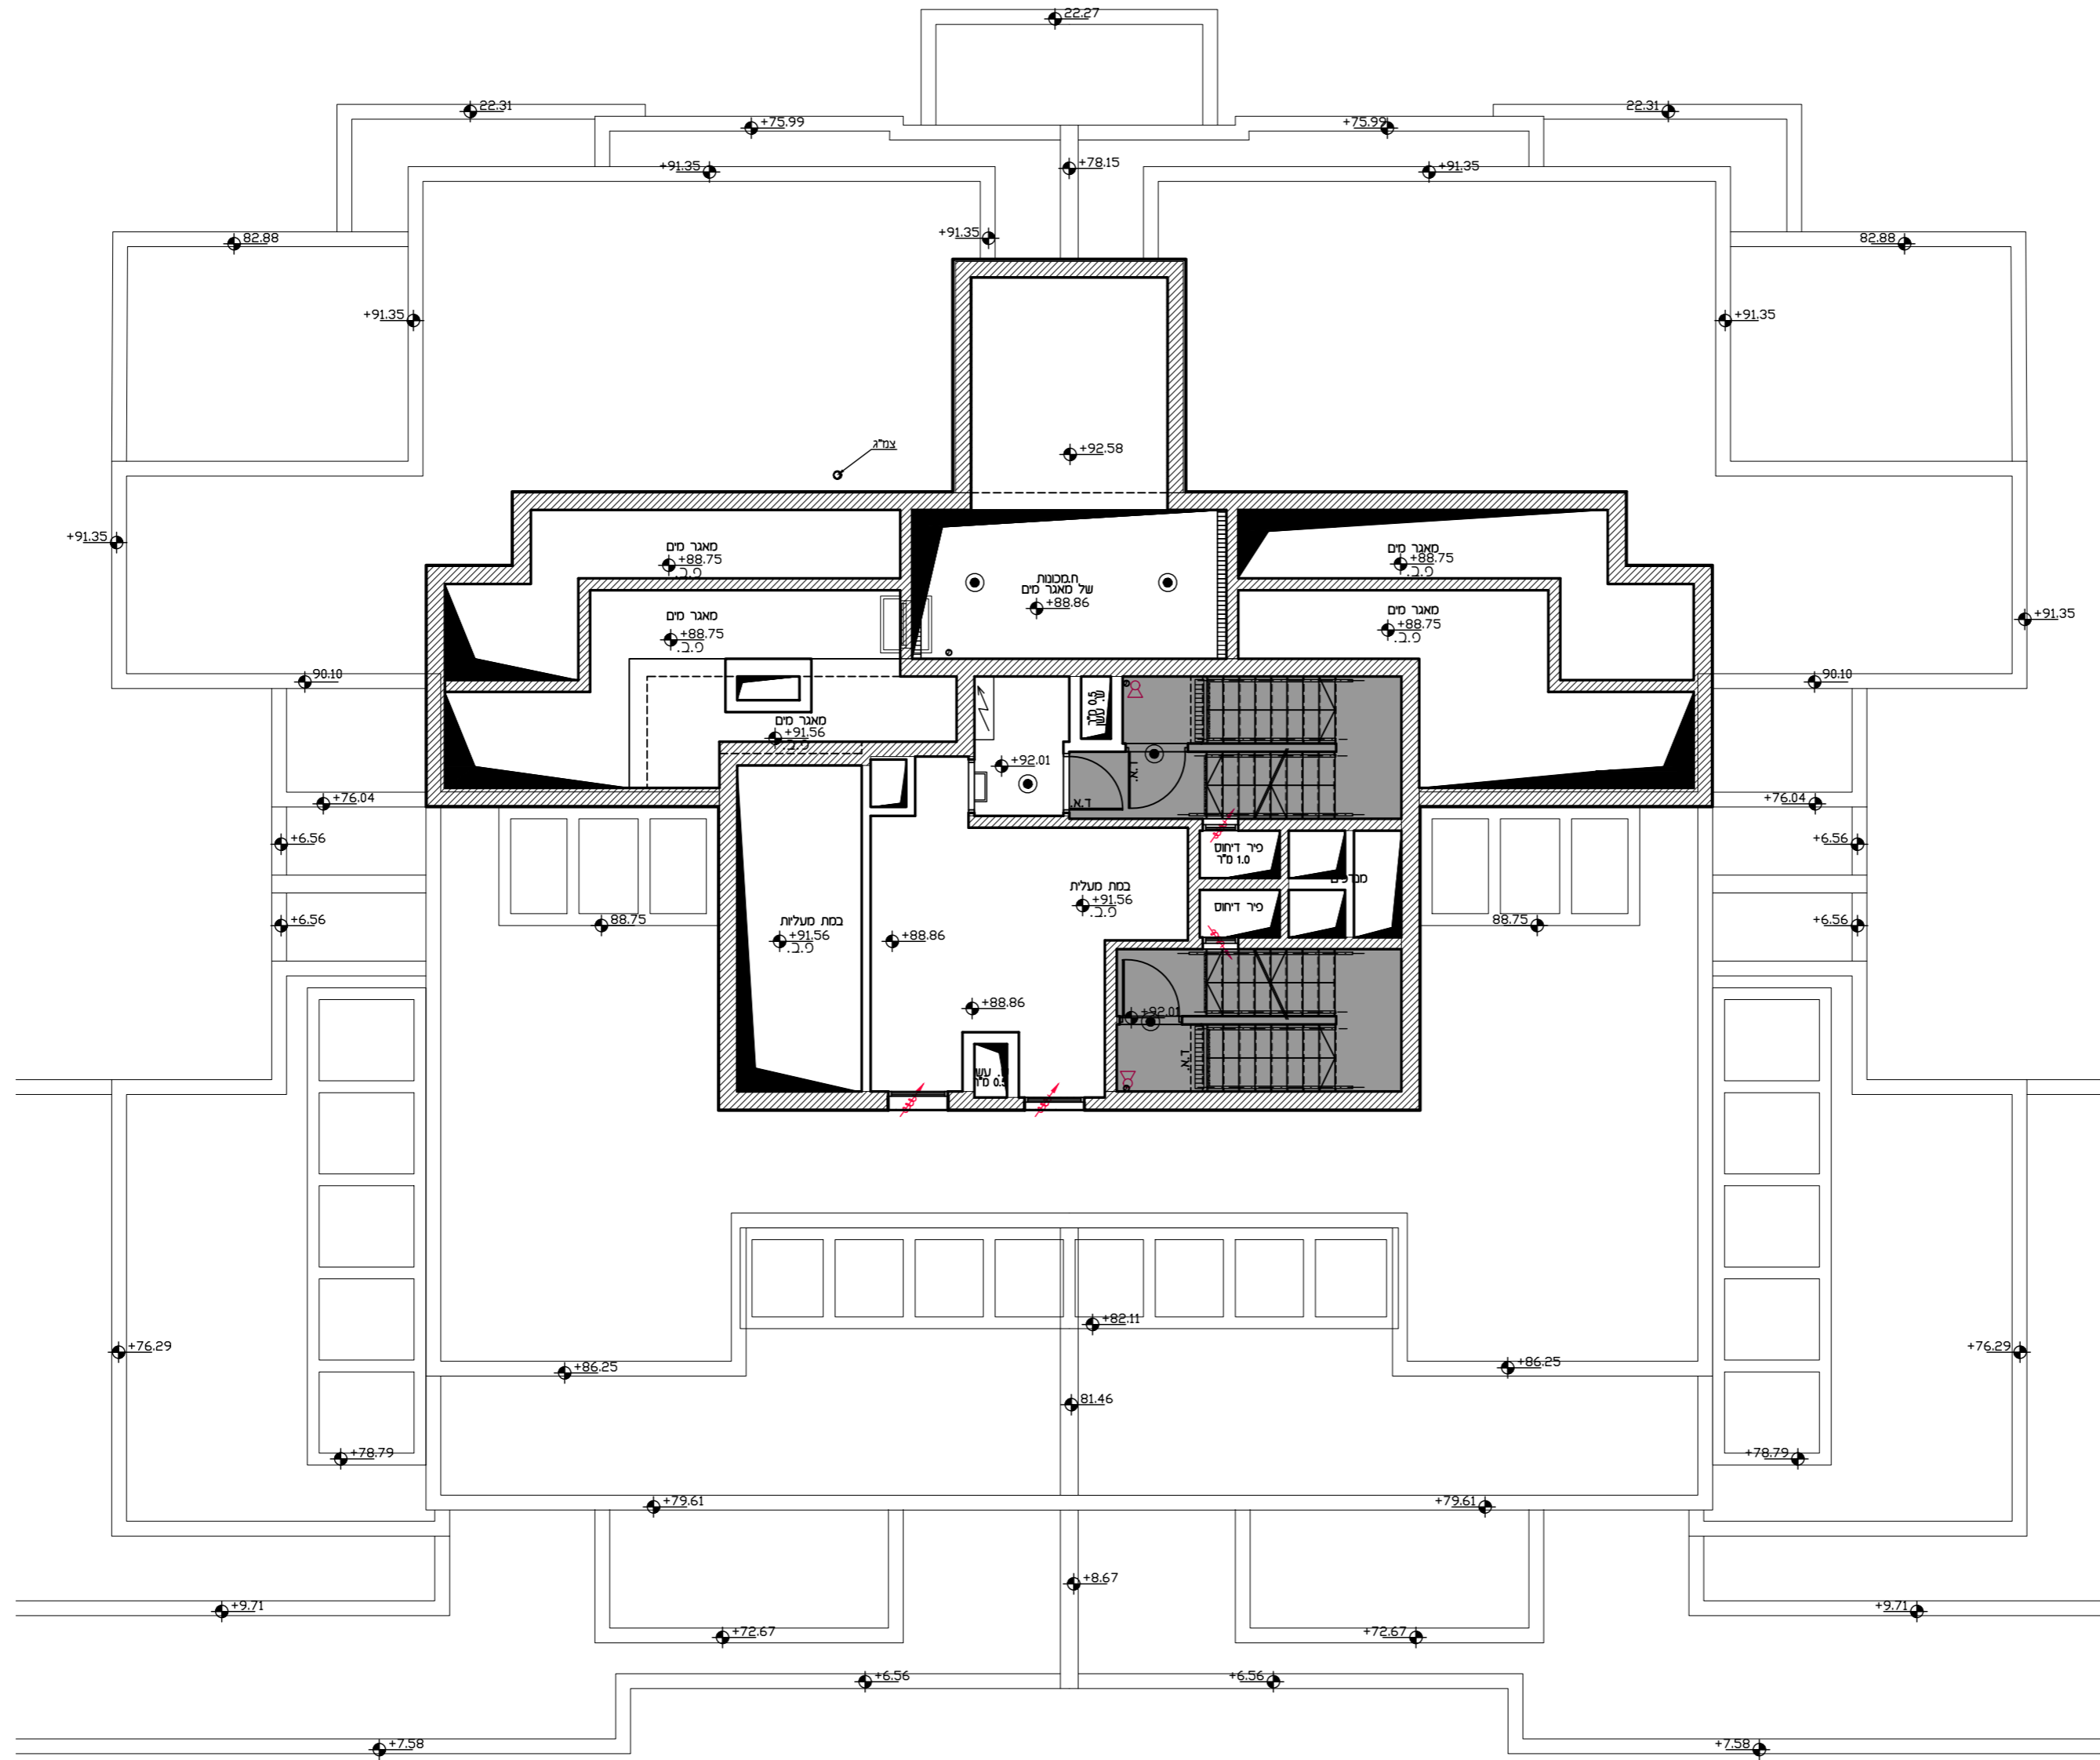 22.27
22.31
22.31
+75.99
+75.99
+78.15
+91.35
+91.35
+91.35
82.88
82.88
+91.35
+91.35
צמ"ג
+92.58
+91.35
מאגר מים
+88.75
פ.ב.
ח.מכונות
של מאגר מים
+88.86
מאגר מים
+88.75
פ.ב.
מאגר מים
+88.75
פ.ב.
מאגר מים
+88.75
פ.ב.
+91.35
90.10
90.10
ש. עשן
0.5 מ"ר
מאגר מים
+91.56
פ.ב.
+92.01
ד.א.
ד.א.
+76.04
+76.04
+6.56
+6.56
פיר דיחוס
1.0 מ"ר
במת מעלית
+91.56
פ.ב.
פיר דיחוס
במת מעליות
+91.56
פ.ב.
+88.86
+6.56
88.75
88.75
+6.56
+88.86
+92.01
ד.א.
0.5 מ"ר
+82.11
+76.29
+76.29
+86.25
+86.25
81.46
+78.79
+78.79
+79.61
+79.61
+8.67
+9.71
+9.71
+72.67
+72.67
+6.56
+6.56
+7.58
+7.58